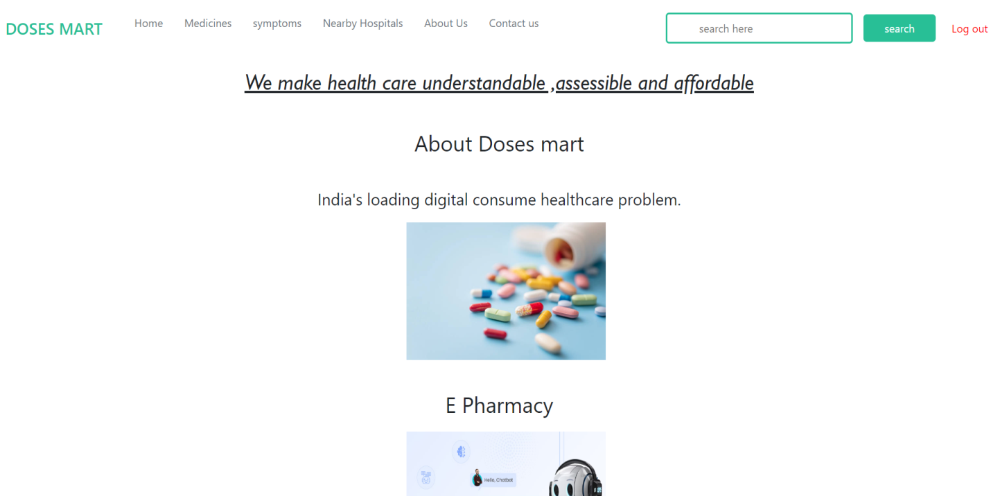 DOSES MART
Home Medicines symptoms Nearby Hospitals About Us Contact us
search here
search
Log out
We make health care understandable ,assessible and affordable
About Doses mart
India's loading digital consume healthcare problem.
E Pharmacy
Hello, Chatbot